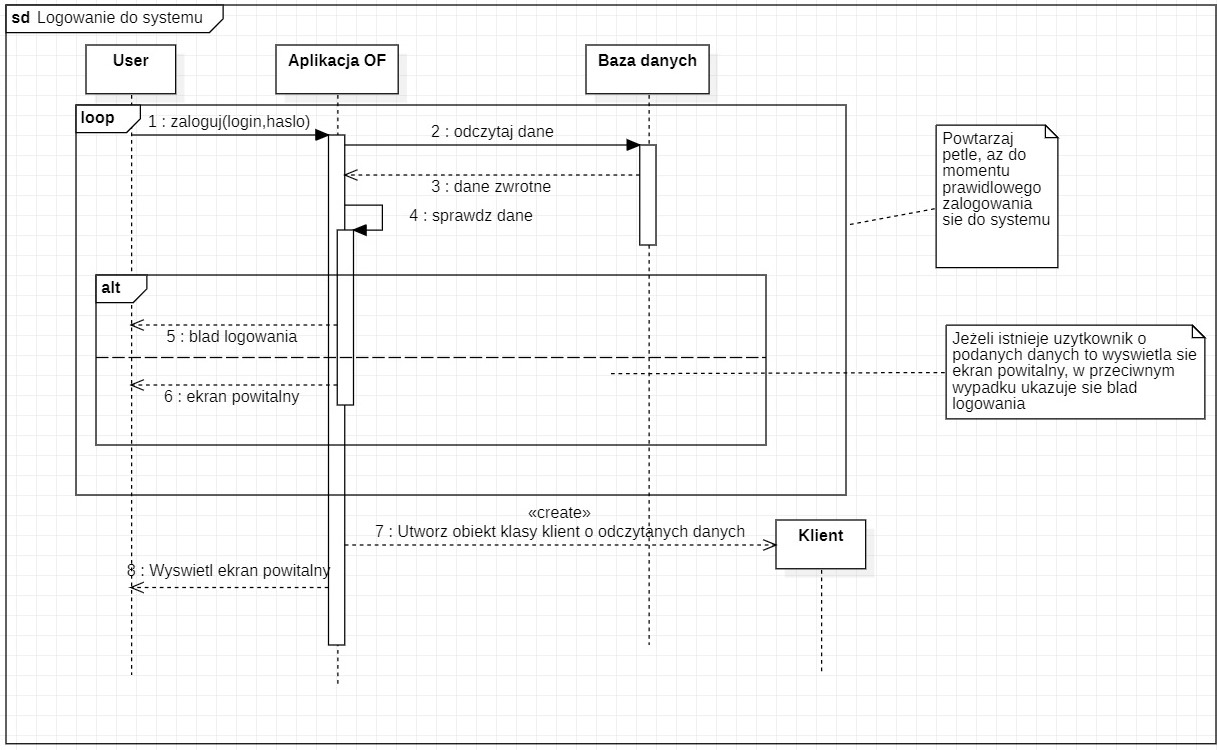 sd Logowanie do systemu
User
Aplikacja OF
Baza danych
loop
1 : zaloguj(login,haslo)
2 : odczytaj dane
3 : dane zwrotne
4 : sprawdz dane
Powtarzaj
petle, az do
momentu
prawidlowego
zalogowania
sie do systemu
alt
5 : blad logowania
6 : ekran powitalny
Jeżeli istnieje uzytkownik o
podanych danych to wyswietla sie
ekran powitalny, w przeciwnym
wypadku ukazuje sie blad
logowania
«create»
7 : Utworz obiekt klasy klient o odczytanych danych
Klient
8 : Wyswietl ekran powitalny